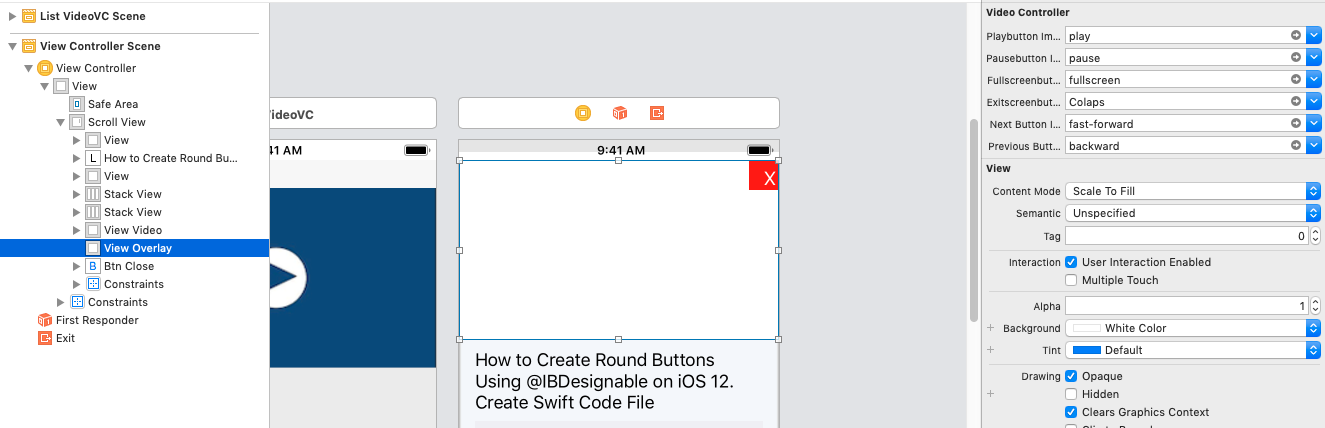 List VideoVC Scene
View Controller Scene
View Controller
View
Safe Area
Scroll View
View
L How to Create Round Bu...
View
Stack View
Stack View
View Video
View Overlay
B Btn Close
Constraints
Constraints
First Responder
Exit
VideoVC
41 AM
9:41 AM
X
How to Create Round Buttons
Using @IBDesignable on iOS 12.
Create Swift Code File
Video Controller
Playbutton Im... play
Pausebutton I... pause
Fullscreenbut... fullscreen
Exitscreenbut... Colaps
Next Button I... fast-forward
Previous Butt... backward
View
Content Mode Scale To Fill
Semantic Unspecified
Tag 0
Interaction User Interaction Enabled
Multiple Touch
Alpha 1
+ Background White Color
+ Tint Default
Drawing Opaque
+ Hidden
Clears Graphics Context